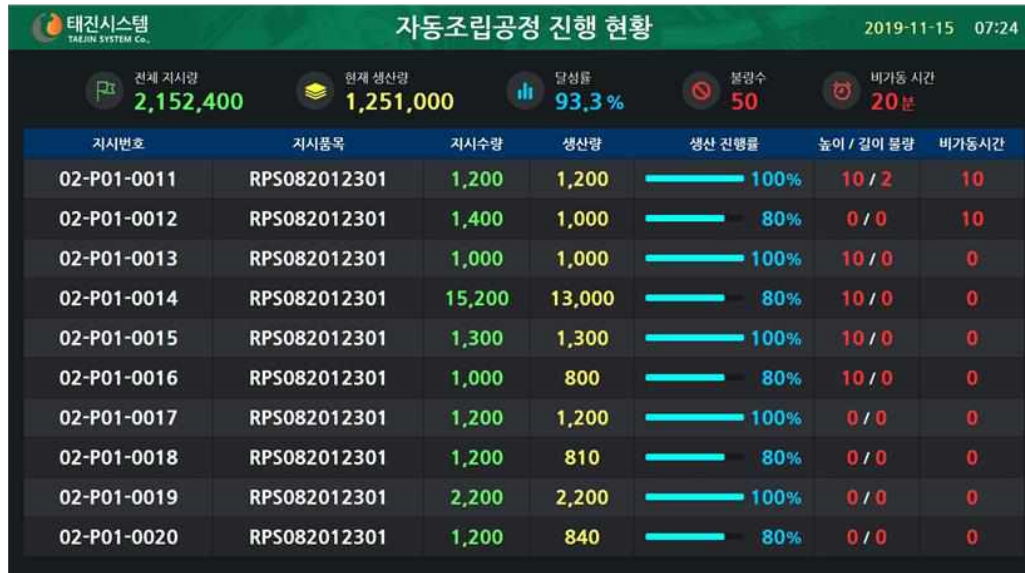 태진시스템
TAEJIN SYSTEM Co.,
자동조립공정 진행 현황
2019-11-15 07:24
전체 지시량 현재 생산량 달성률 불량수 비가동 시간
2,152,400 1,251,000 93.3 % 50 20분
지시번호 지시품목 지시수량 생산량 생산 진행률 높이 / 길이 불량 비가동시간
02-P01-0011 RPS082012301 1,200 1,200 100% 10 / 2 10
02-P01-0012 RPS082012301 1,400 1,000 80% 0 / 0 10
02-P01-0013 RPS082012301 1,000 1,000 100% 10 / 0 0
02-P01-0014 RPS082012301 15,200 13,000 80% 10 / 0 0
02-P01-0015 RPS082012301 1,300 1,300 100% 10 / 0 0
02-P01-0016 RPS082012301 1,000 800 80% 10 / 0 0
02-P01-0017 RPS082012301 1,200 1,200 100% 0 / 0 0
02-P01-0018 RPS082012301 1,200 810 80% 0 / 0 0
02-P01-0019 RPS082012301 2,200 2,200 100% 0 / 0 0
02-P01-0020 RPS082012301 1,200 840 80% 0 / 0 0